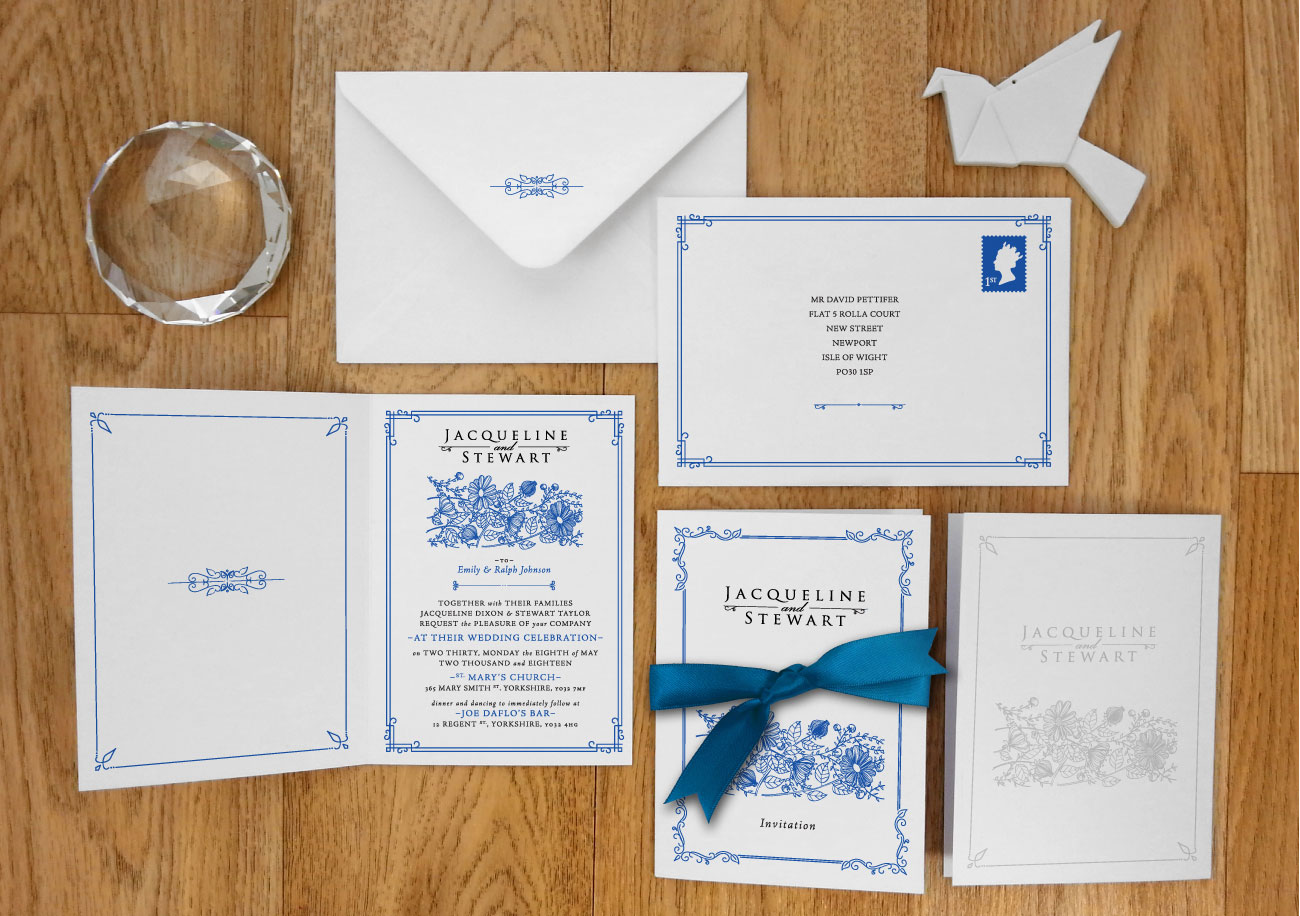 1ST
MR DAVID PETTIFER
FLAT 5 ROLLA COURT
NEW STREET
NEWPORT
ISLE OF WIGHT
PO30 1SP
JACQUELINE
and
STEWART
–TO–
Emily & Ralph Johnson
TOGETHER with THEIR FAMILIES
JACQUELINE DIXON & STEWART TAYLOR
REQUEST the PLEASURE OF your COMPANY
–AT THEIR WEDDING CELEBRATION–
on TWO THIRTY, MONDAY the EIGHTH of MAY
TWO THOUSAND and EIGHTEEN
–ST. MARY'S CHURCH–
365 MARY SMITH ST. YORKSHIRE, YO32 7MF
dinner and dancing to immediately follow at
–JOE DAFLO'S BAR–
12 REGENT ST, YORKSHIRE, YO32 4HG
JACQUELINE
and
STEWART
Invitation
JACQUELINE
and
STEWART